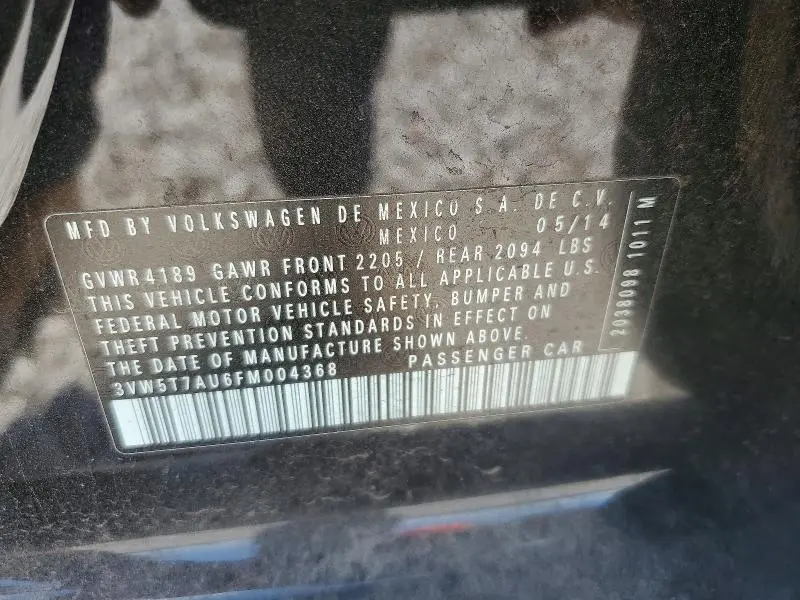 MFD BY VOLKSWAGEN DE MEXICO S.A. DE C.V.
MEXICO 05/14
GVWR 4189 GAWR FRONT 2205 / REAR 2094 LBS
THIS VEHICLE CONFORMS TO ALL APPLICABLE U.S.
FEDERAL MOTOR VEHICLE SAFETY, BUMPER AND
THEFT PREVENTION STANDARDS IN EFFECT ON
THE DATE OF MANUFACTURE SHOWN ABOVE.
3VW5T7AU6FM004368 PASSENGER CAR
2038098 1011 M